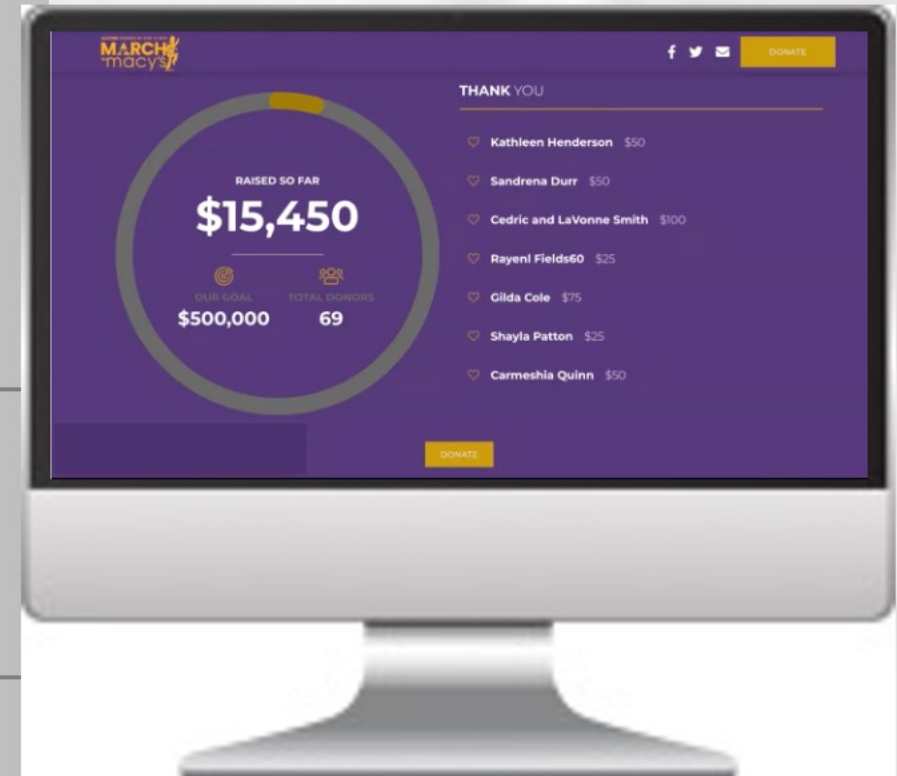 MARCH
TO macy's
DONATE
THANK YOU
RAISED SO FAR
$15,450
OUR GOAL TOTAL DONORS
$500,000 69
Kathleen Henderson $50
Sandrena Durr $50
Cedric and LaVonne Smith $100
Rayenl Fields60 $25
Gilda Cole $75
Shayla Patton $25
Carmeshia Quinn $50
DONATE